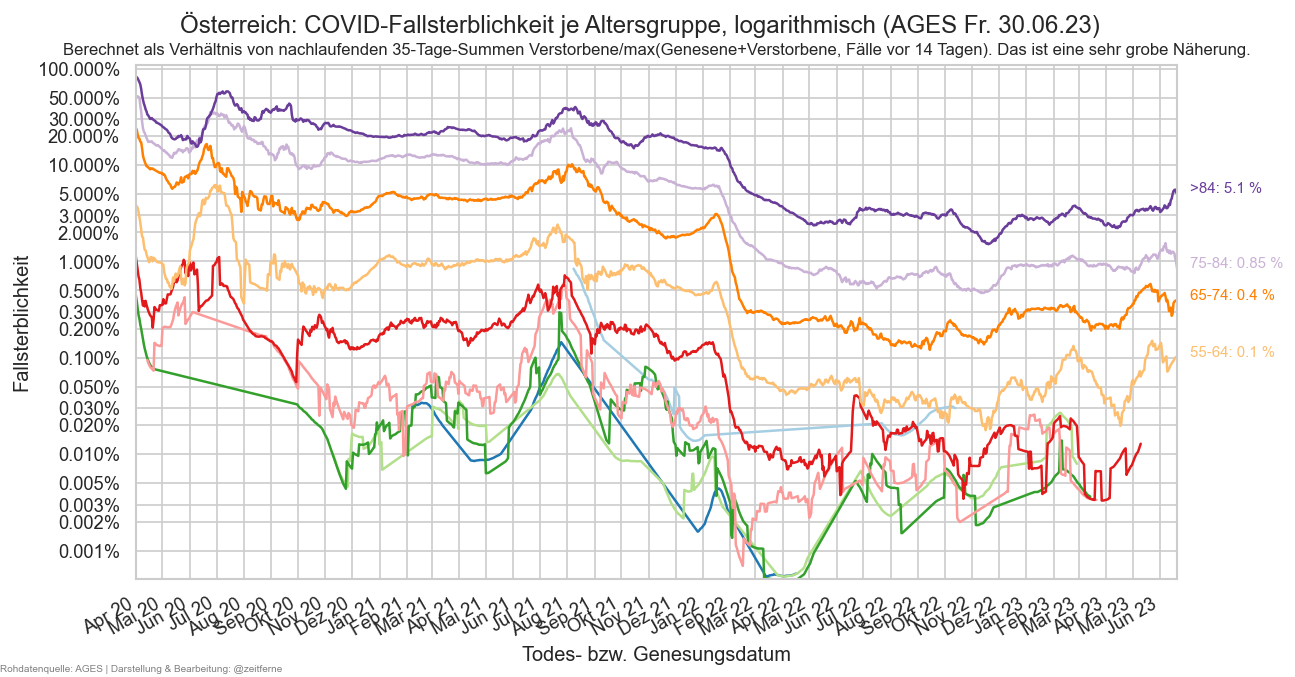 Österreich: COVID-Fallsterblichkeit je Altersgruppe, logarithmisch (AGES Fr. 30.06.23)
Berechnet als Verhältnis von nachlaufenden 35-Tage-Summen Verstorbene/max(Genesene+Verstorbene, Fälle vor 14 Tagen). Das ist eine sehr grobe Näherung.
100.000%
50.000%
30.000%
20.000%
10.000%
5.000%
3.000%
2.000%
1.000%
0.500%
0.300%
0.200%
0.100%
0.050%
0.030%
0.020%
0.010%
0.005%
0.003%
0.002%
0.001%
Fallsterblichkeit
>84: 5.1 %
75-84: 0.85 %
65-74: 0.4 %
55-64: 0.1 %
Apr 20
Mai 20
Jun 20
Jul 20
Aug 20
Sep 20
Okt 20
Nov 20
Dez 20
Jan 21
Feb 21
Mär 21
Apr 21
Mai 21
Jun 21
Jul 21
Aug 21
Sep 21
Okt 21
Nov 21
Dez 21
Jan 22
Feb 22
Mär 22
Apr 22
Mai 22
Jun 22
Jul 22
Aug 22
Sep 22
Okt 22
Nov 22
Dez 22
Jan 23
Feb 23
Mär 23
Apr 23
Mai 23
Jun 23
Todes- bzw. Genesungsdatum
Rohdatenquelle: AGES | Darstellung & Bearbeitung: @zeitferne